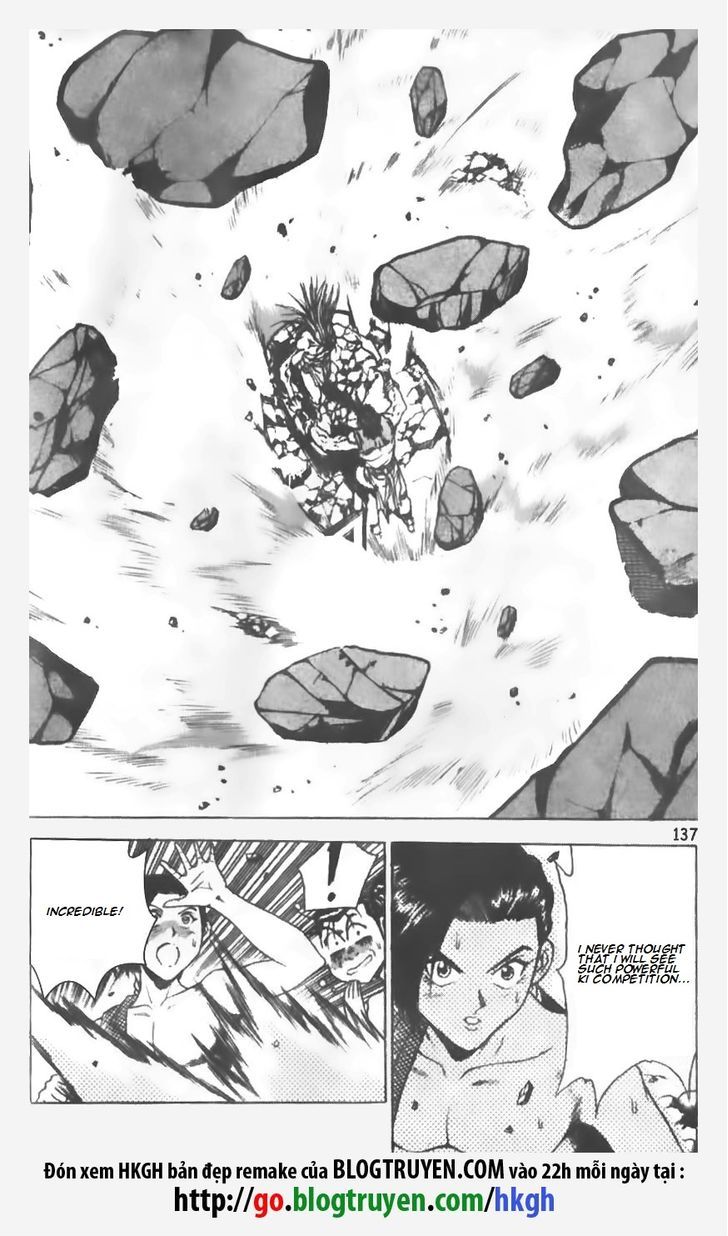 137
INCREDIBLE!
!
I NEVER THOUGHT
THAT I WILL SEE
SUCH POWERFUL
KI COMPETITION...
Đón xem HKGH bản đẹp remake của BLOGTRUYEN.COM vào 22h mỗi ngày tại :
http://go.blogtruyen.com/hkgh